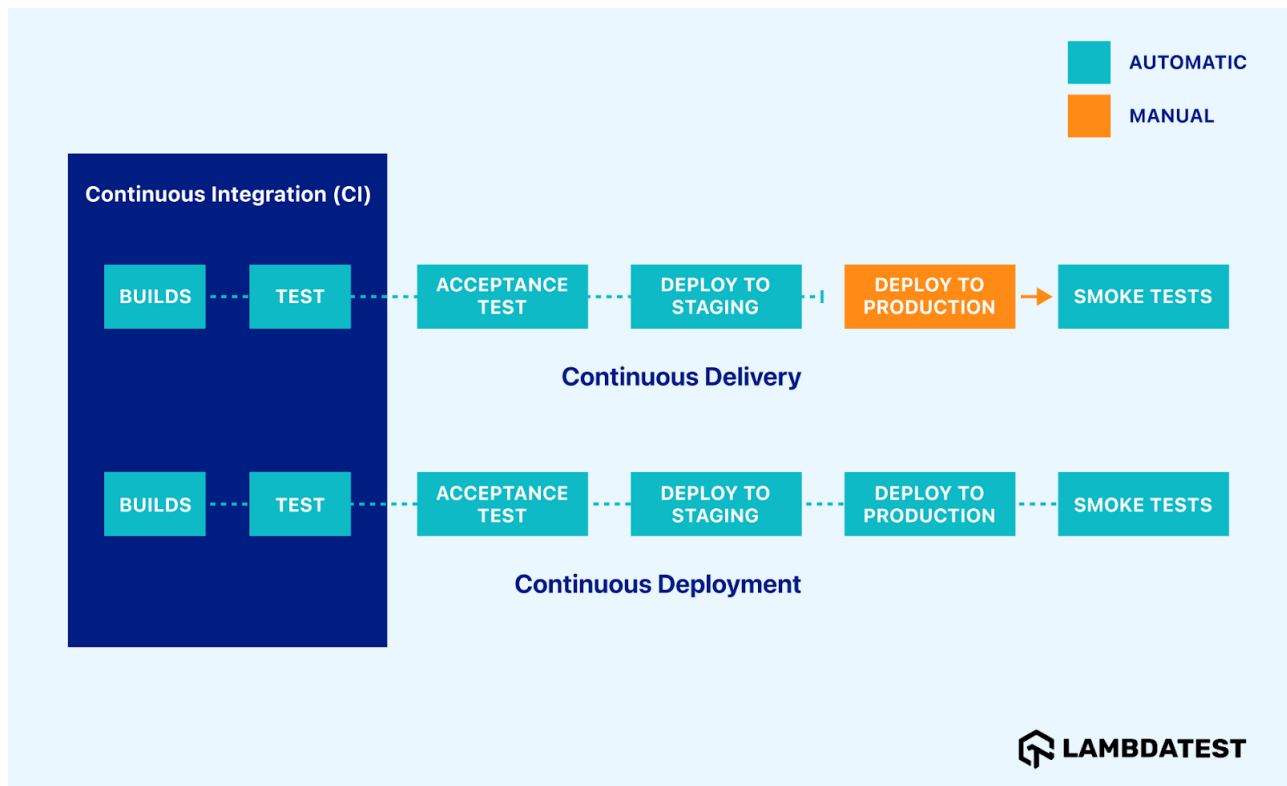 AUTOMATIC
MANUAL
Continuous Integration (CI)
BUILDS
TEST
ACCEPTANCE
TEST
DEPLOY TO
STAGING
DEPLOY TO
PRODUCTION
SMOKE TESTS
Continuous Delivery
BUILDS
TEST
ACCEPTANCE
TEST
DEPLOY TO
STAGING
DEPLOY TO
PRODUCTION
SMOKE TESTS
Continuous Deployment
LAMBDATEST